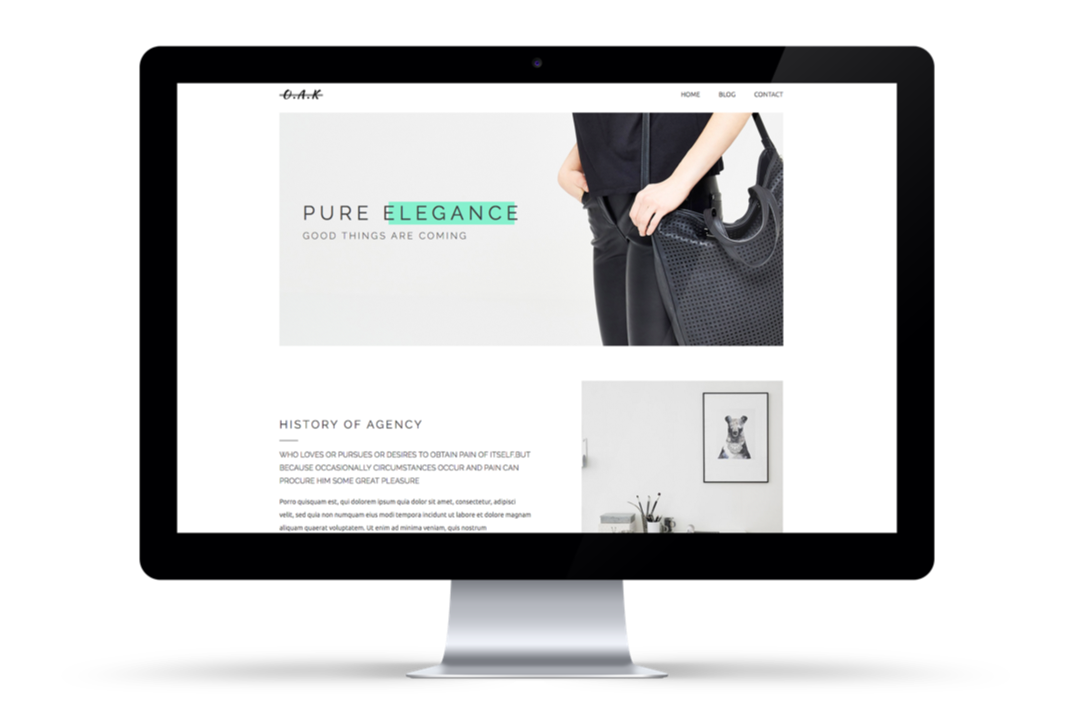 O.A.K
HOME BLOG CONTACT
PURE ELEGANCE
GOOD THINGS ARE COMING
HISTORY OF AGENCY
WHO LOVES OR PURSUES OR DESIRES TO OBTAIN PAIN OF ITSELF,BUT
BECAUSE OCCASIONALLY CIRCUMSTANCES OCCUR AND PAIN CAN
PROCURE HIM SOME GREAT PLEASURE
Porro quisquam est, qui dolorem ipsum quia dolor sit amet, consectetur, adipisci
velit, sed quia non numquam eius modi tempora incidunt ut labore et dolore magnam
aliquam quaerat voluptatem. Ut enim ad minima veniam, quis nostrum